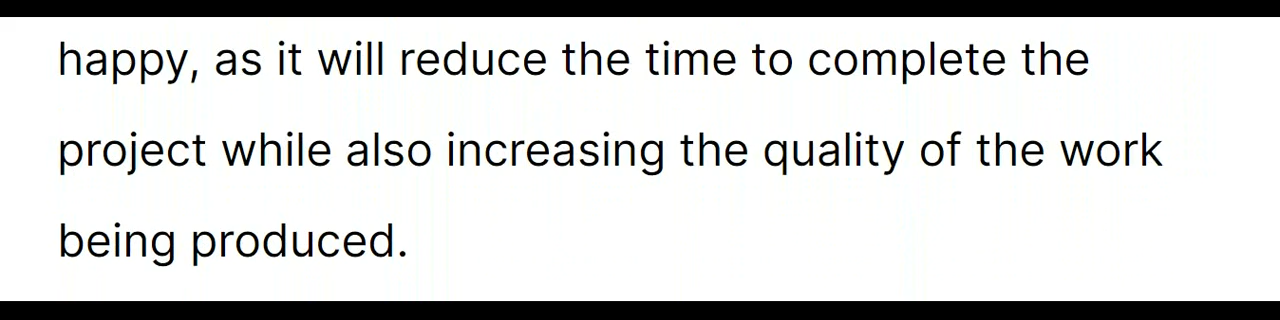 happy, as it will reduce the time to complete the
project while also increasing the quality of the work
being produced.